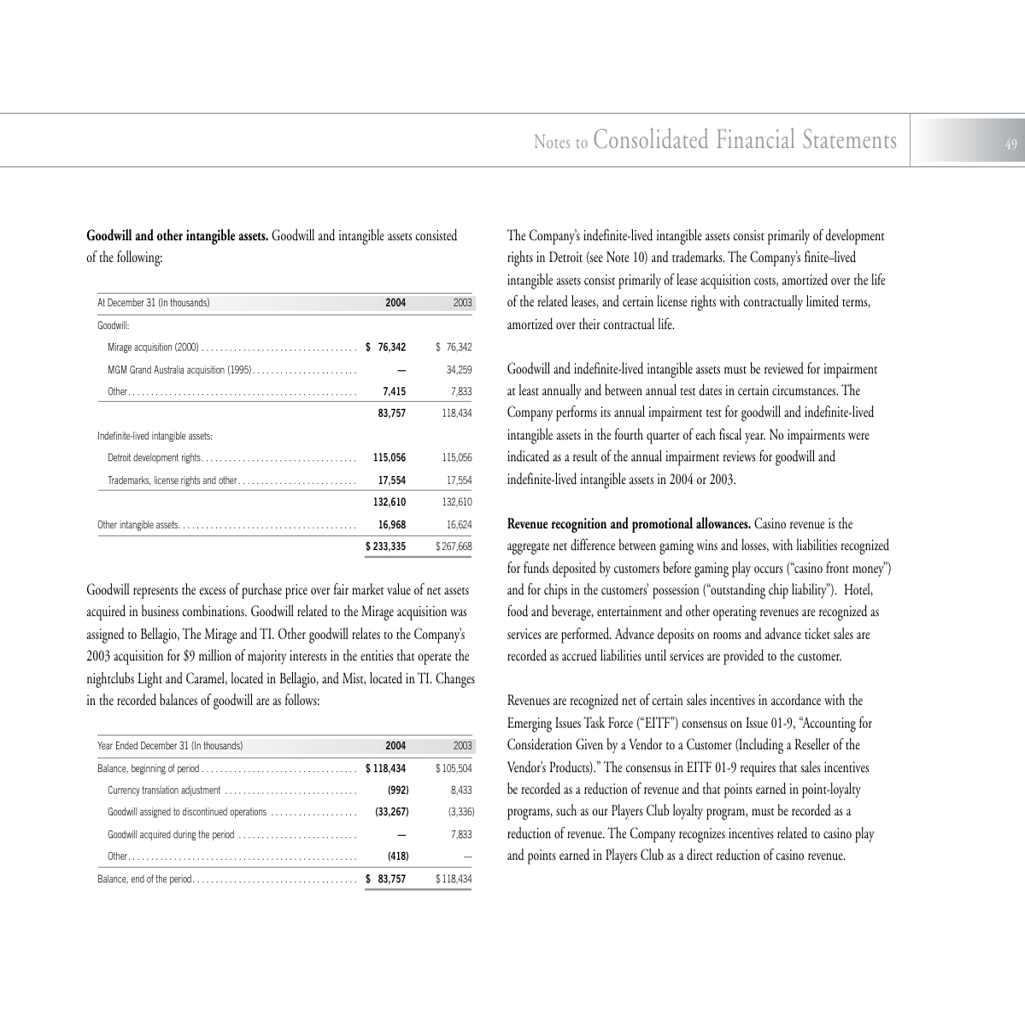 Notes to Consolidated Financial Statements
49
Goodwill and other intangible assets. Goodwill and intangible assets consisted
of the following:
At December 31 (In thousands) 2004 2003
Goodwill:
Mirage acquisition (2000) . . . . . . . . . . . . . . . . . . . . . . . . . . . . . . . . . . $ 76,342 $ 76,342
MGM Grand Australia acquisition (1995). . . . . . . . . . . . . . . . . . . . . . . — 34,259
Other. . . . . . . . . . . . . . . . . . . . . . . . . . . . . . . . . . . . . . . . . . . . . . . . . . 7,415 7,833
83,757 118,434
Indefinite-lived intangible assets:
Detroit development rights. . . . . . . . . . . . . . . . . . . . . . . . . . . . . . . . . . 115,056 115,056
Trademarks, license rights and other. . . . . . . . . . . . . . . . . . . . . . . . . . 17,554 17,554
132,610 132,610
Other intangible assets. . . . . . . . . . . . . . . . . . . . . . . . . . . . . . . . . . . . . . . 16,968 16,624
$ 233,335 $ 267,668
Goodwill represents the excess of purchase price over fair market value of net assets
acquired in business combinations. Goodwill related to the Mirage acquisition was
assigned to Bellagio, The Mirage and TI. Other goodwill relates to the Company's
2003 acquisition for $9 million of majority interests in the entities that operate the
nightclubs Light and Caramel, located in Bellagio, and Mist, located in TI. Changes
in the recorded balances of goodwill are as follows:
Year Ended December 31 (In thousands) 2004 2003
Balance, beginning of period . . . . . . . . . . . . . . . . . . . . . . . . . . . . . . . . . . $ 118,434 $ 105,504
Currency translation adjustment . . . . . . . . . . . . . . . . . . . . . . . . . . . . . (992) 8,433
Goodwill assigned to discontinued operations . . . . . . . . . . . . . . . . . . . (33,267) (3,336)
Goodwill acquired during the period . . . . . . . . . . . . . . . . . . . . . . . . . . — 7,833
Other. . . . . . . . . . . . . . . . . . . . . . . . . . . . . . . . . . . . . . . . . . . . . . . . . . (418) —
Balance, end of the period. . . . . . . . . . . . . . . . . . . . . . . . . . . . . . . . . . . . $ 83,757 $ 118,434
The Company's indefinite-lived intangible assets consist primarily of development
rights in Detroit (see Note 10) and trademarks. The Company's finite–lived
intangible assets consist primarily of lease acquisition costs, amortized over the life
of the related leases, and certain license rights with contractually limited terms,
amortized over their contractual life.
Goodwill and indefinite-lived intangible assets must be reviewed for impairment
at least annually and between annual test dates in certain circumstances. The
Company performs its annual impairment test for goodwill and indefinite-lived
intangible assets in the fourth quarter of each fiscal year. No impairments were
indicated as a result of the annual impairment reviews for goodwill and
indefinite-lived intangible assets in 2004 or 2003.
Revenue recognition and promotional allowances. Casino revenue is the
aggregate net difference between gaming wins and losses, with liabilities recognized
for funds deposited by customers before gaming play occurs ("casino front money")
and for chips in the customers' possession ("outstanding chip liability"). Hotel,
food and beverage, entertainment and other operating revenues are recognized as
services are performed. Advance deposits on rooms and advance ticket sales are
recorded as accrued liabilities until services are provided to the customer.
Revenues are recognized net of certain sales incentives in accordance with the
Emerging Issues Task Force ("EITF") consensus on Issue 01-9, "Accounting for
Consideration Given by a Vendor to a Customer (Including a Reseller of the
Vendor's Products)." The consensus in EITF 01-9 requires that sales incentives
be recorded as a reduction of revenue and that points earned in point-loyalty
programs, such as our Players Club loyalty program, must be recorded as a
reduction of revenue. The Company recognizes incentives related to casino play
and points earned in Players Club as a direct reduction of casino revenue.